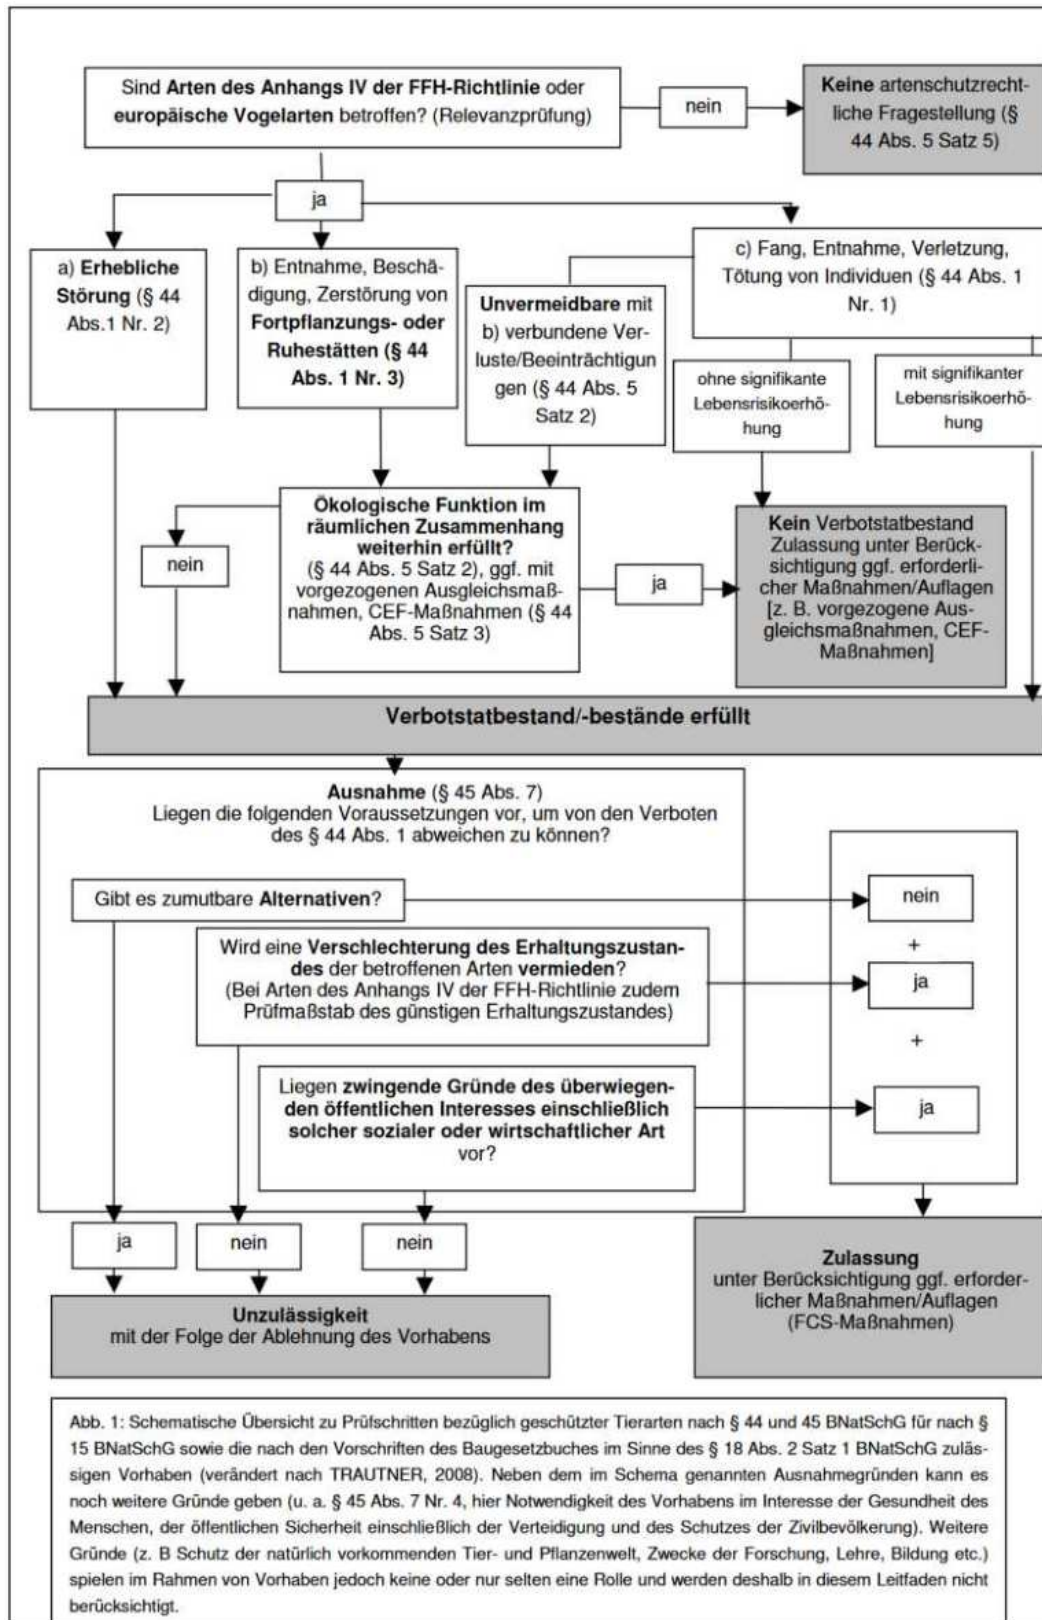 Sind Arten des Anhangs IV der FFH-Richtlinie oder
europäische Vogelarten betroffen? (Relevanzprüfung)
nein
Keine artenschutzrecht-
liche Fragestellung (§
44 Abs. 5 Satz 5)
ja
a) Erhebliche
Störung (§ 44
Abs.1 Nr. 2)
b) Entnahme, Beschä-
digung, Zerstörung von
Fortpflanzungs- oder
Ruhestätten (§ 44
Abs. 1 Nr. 3)
Unvermeidbare mit
b) verbundene Ver-
luste/Beeinträchtigun
gen (§ 44 Abs. 5
Satz 2)
c) Fang, Entnahme, Verletzung,
Tötung von Individuen (§ 44 Abs. 1
Nr. 1)
ohne signifikante
Lebensrisikoerhö-
hung
mit signifikanter
Lebensrisikoerhö-
hung
Ökologische Funktion im
räumlichen Zusammenhang
weiterhin erfüllt?
(§ 44 Abs. 5 Satz 2), ggf. mit
vorgezogenen Ausgleichsmaß-
nahmen, CEF-Maßnahmen (§ 44
Abs. 5 Satz 3)
nein
ja
Kein Verbotstatbestand
Zulassung unter Berück-
sichtigung ggf. erforderli-
cher Maßnahmen/Auflagen
[z. B. vorgezogene Aus-
gleichsmaßnahmen, CEF-
Maßnahmen]
Verbotstatbestand/-bestände erfüllt
Ausnahme (§ 45 Abs. 7)
Liegen die folgenden Voraussetzungen vor, um von den Verboten
des § 44 Abs. 1 abweichen zu können?
Gibt es zumutbare Alternativen?
nein
+
Wird eine Verschlechterung des Erhaltungszustan-
des der betroffenen Arten vermieden?
(Bei Arten des Anhangs IV der FFH-Richtlinie zudem
Prüfmaßstab des günstigen Erhaltungszustandes)
ja
+
Liegen zwingende Gründe des überwiegen-
den öffentlichen Interesses einschließlich
solcher sozialer oder wirtschaftlicher Art
vor?
ja
ja
nein
nein
Unzulässigkeit
mit der Folge der Ablehnung des Vorhabens
Zulassung
unter Berücksichtigung ggf. erforder-
licher Maßnahmen/Auflagen
(FCS-Maßnahmen)
Abb. 1: Schematische Übersicht zu Prüfschritten bezüglich geschützter Tierarten nach § 44 und 45 BNatSchG für nach §
15 BNatSchG sowie die nach den Vorschriften des Baugesetzbuches im Sinne des § 18 Abs. 2 Satz 1 BNatSchG zuläs-
sigen Vorhaben (verändert nach TRAUTNER, 2008). Neben dem im Schema genannten Ausnahmegründen kann es
noch weitere Gründe geben (u. a. § 45 Abs. 7 Nr. 4, hier Notwendigkeit des Vorhabens im Interesse der Gesundheit des
Menschen, der öffentlichen Sicherheit einschließlich der Verteidigung und des Schutzes der Zivilbevölkerung). Weitere
Gründe (z. B Schutz der natürlich vorkommenden Tier- und Pflanzenwelt, Zwecke der Forschung, Lehre, Bildung etc.)
spielen im Rahmen von Vorhaben jedoch keine oder nur selten eine Rolle und werden deshalb in diesem Leitfaden nicht
berücksichtigt.